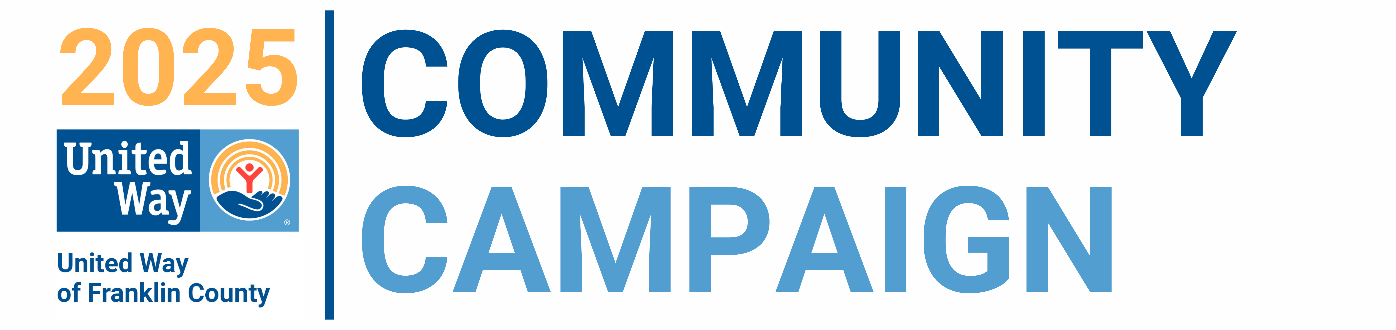 2025
United
Way
®
United Way
of Franklin County
COMMUNITY
CAMPAIGN